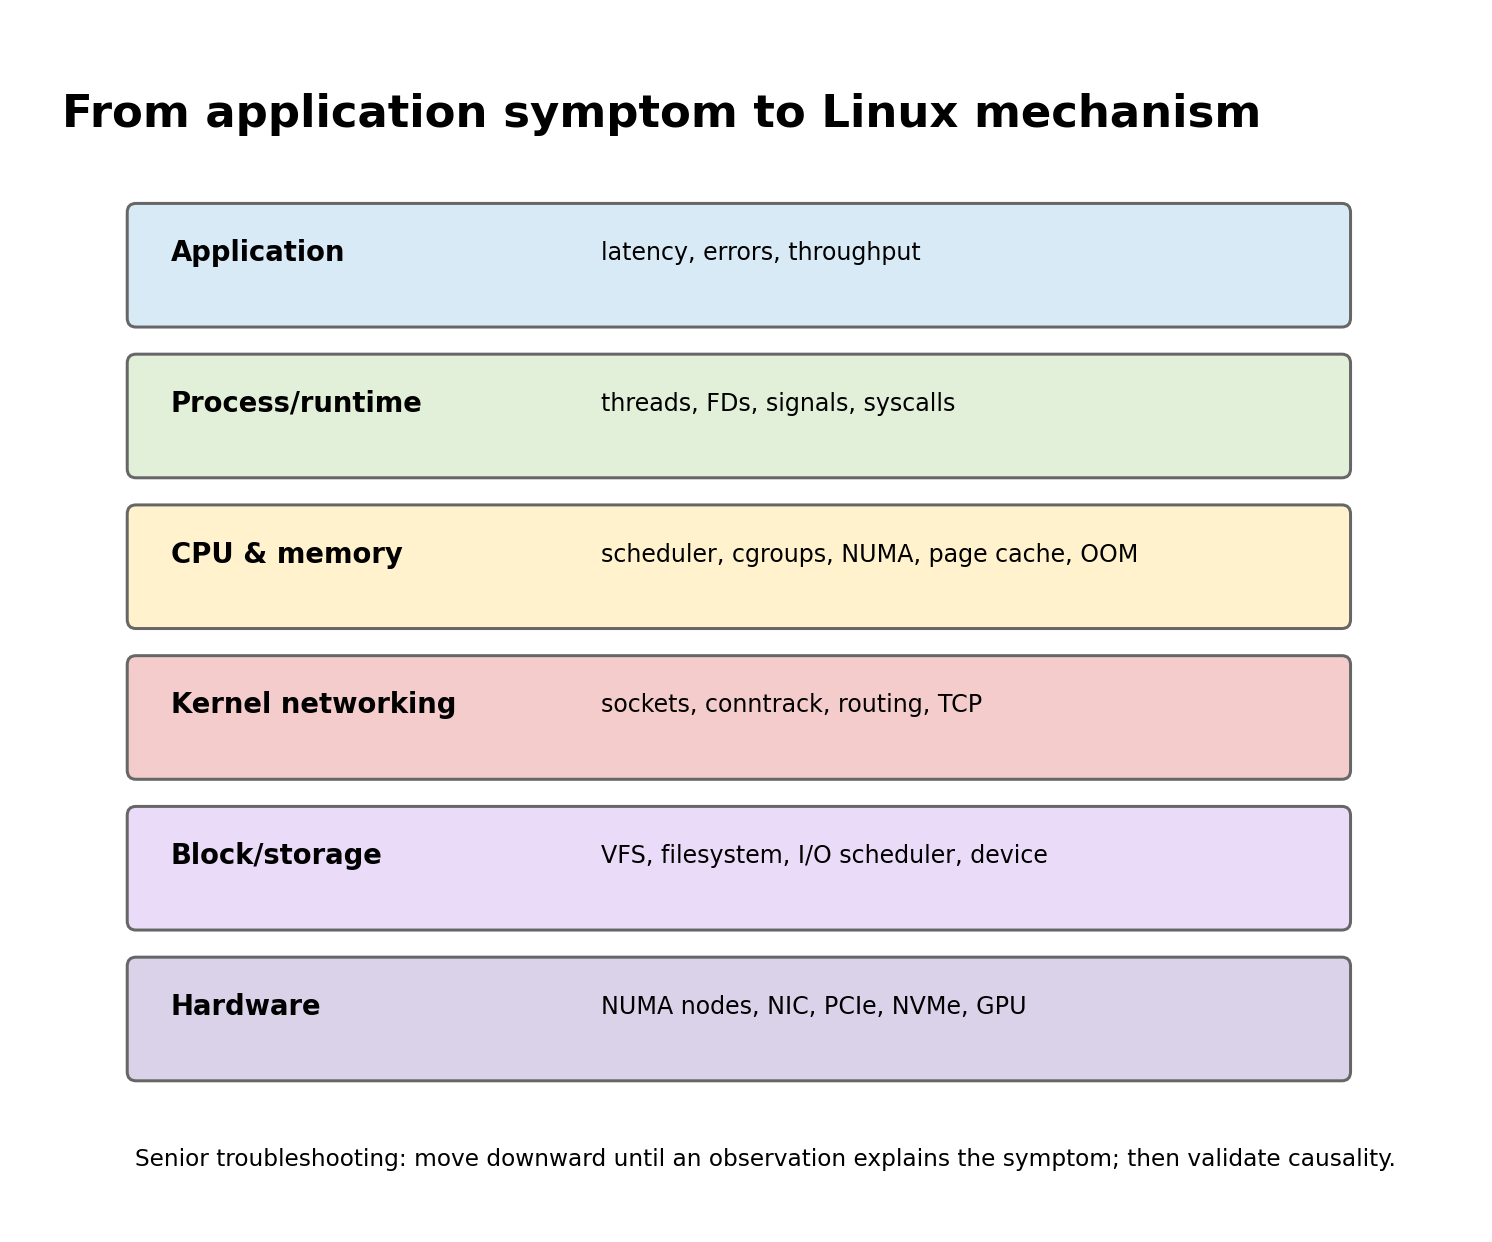 From application symptom to Linux mechanism
Application latency, errors, throughput
Process/runtime threads, FDs, signals, syscalls
CPU & memory scheduler, cgroups, NUMA, page cache, OOM
Kernel networking sockets, conntrack, routing, TCP
Block/storage VFS, filesystem, I/O scheduler, device
Hardware NUMA nodes, NIC, PCIe, NVMe, GPU
Senior troubleshooting: move downward until an observation explains the symptom; then validate causality.